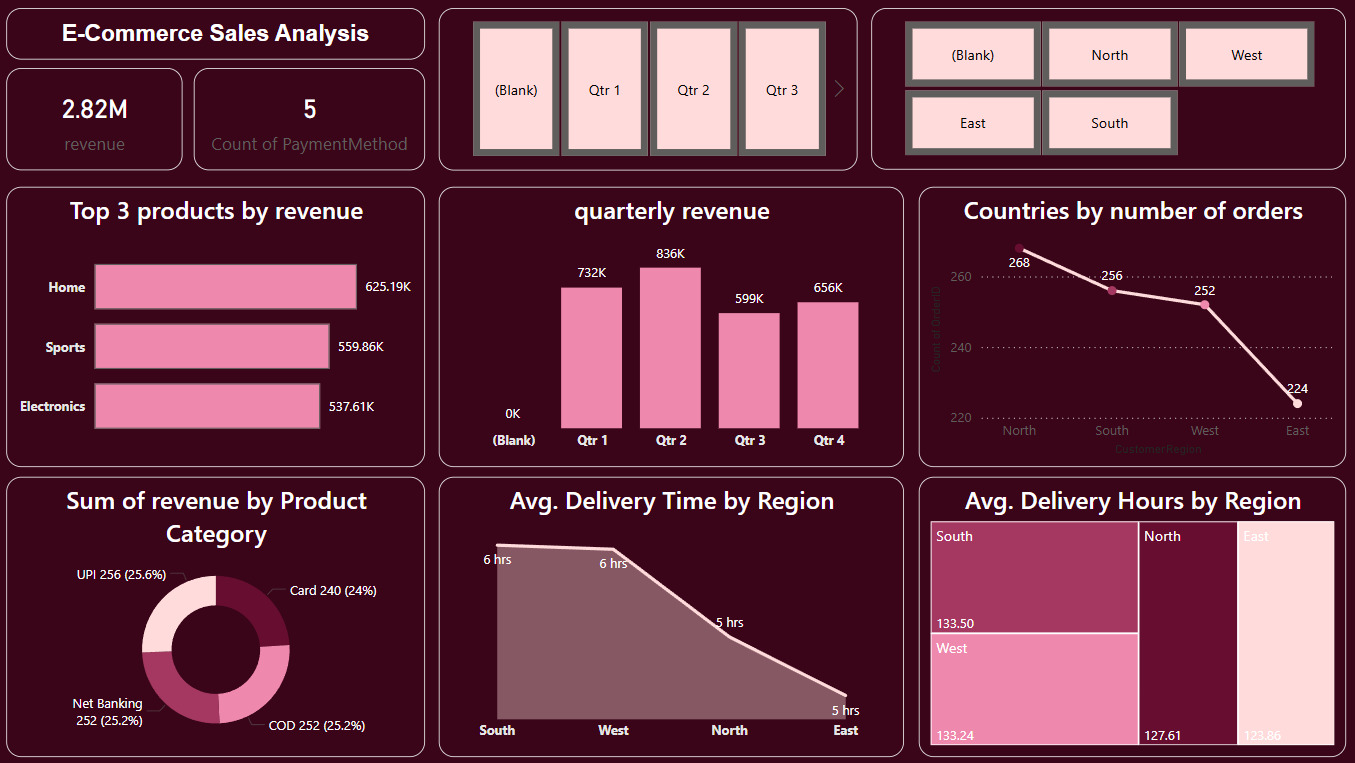 E-Commerce Sales Analysis
2.82M
revenue
5
Count of PaymentMethod
(Blank)
Qtr 1
Qtr 2
Qtr 3
(Blank)
North
West
East
South
Top 3 products by revenue
Home
625.19K
Sports
559.86K
Electronics
537.61K
quarterly revenue
0K
732K
836K
599K
656K
(Blank)
Qtr 1
Qtr 2
Qtr 3
Qtr 4
Countries by number of orders
Count of OrderID
260
240
220
268
256
252
224
North
South
West
East
CustomerRegion
Sum of revenue by Product
Category
UPI 256 (25.6%)
Card 240 (24%)
Net Banking
252 (25.2%)
COD 252 (25.2%)
Avg. Delivery Time by Region
6 hrs
6 hrs
5 hrs
5 hrs
South
West
North
East
Avg. Delivery Hours by Region
South
133.50
West
133.24
North
127.61
East
123.86